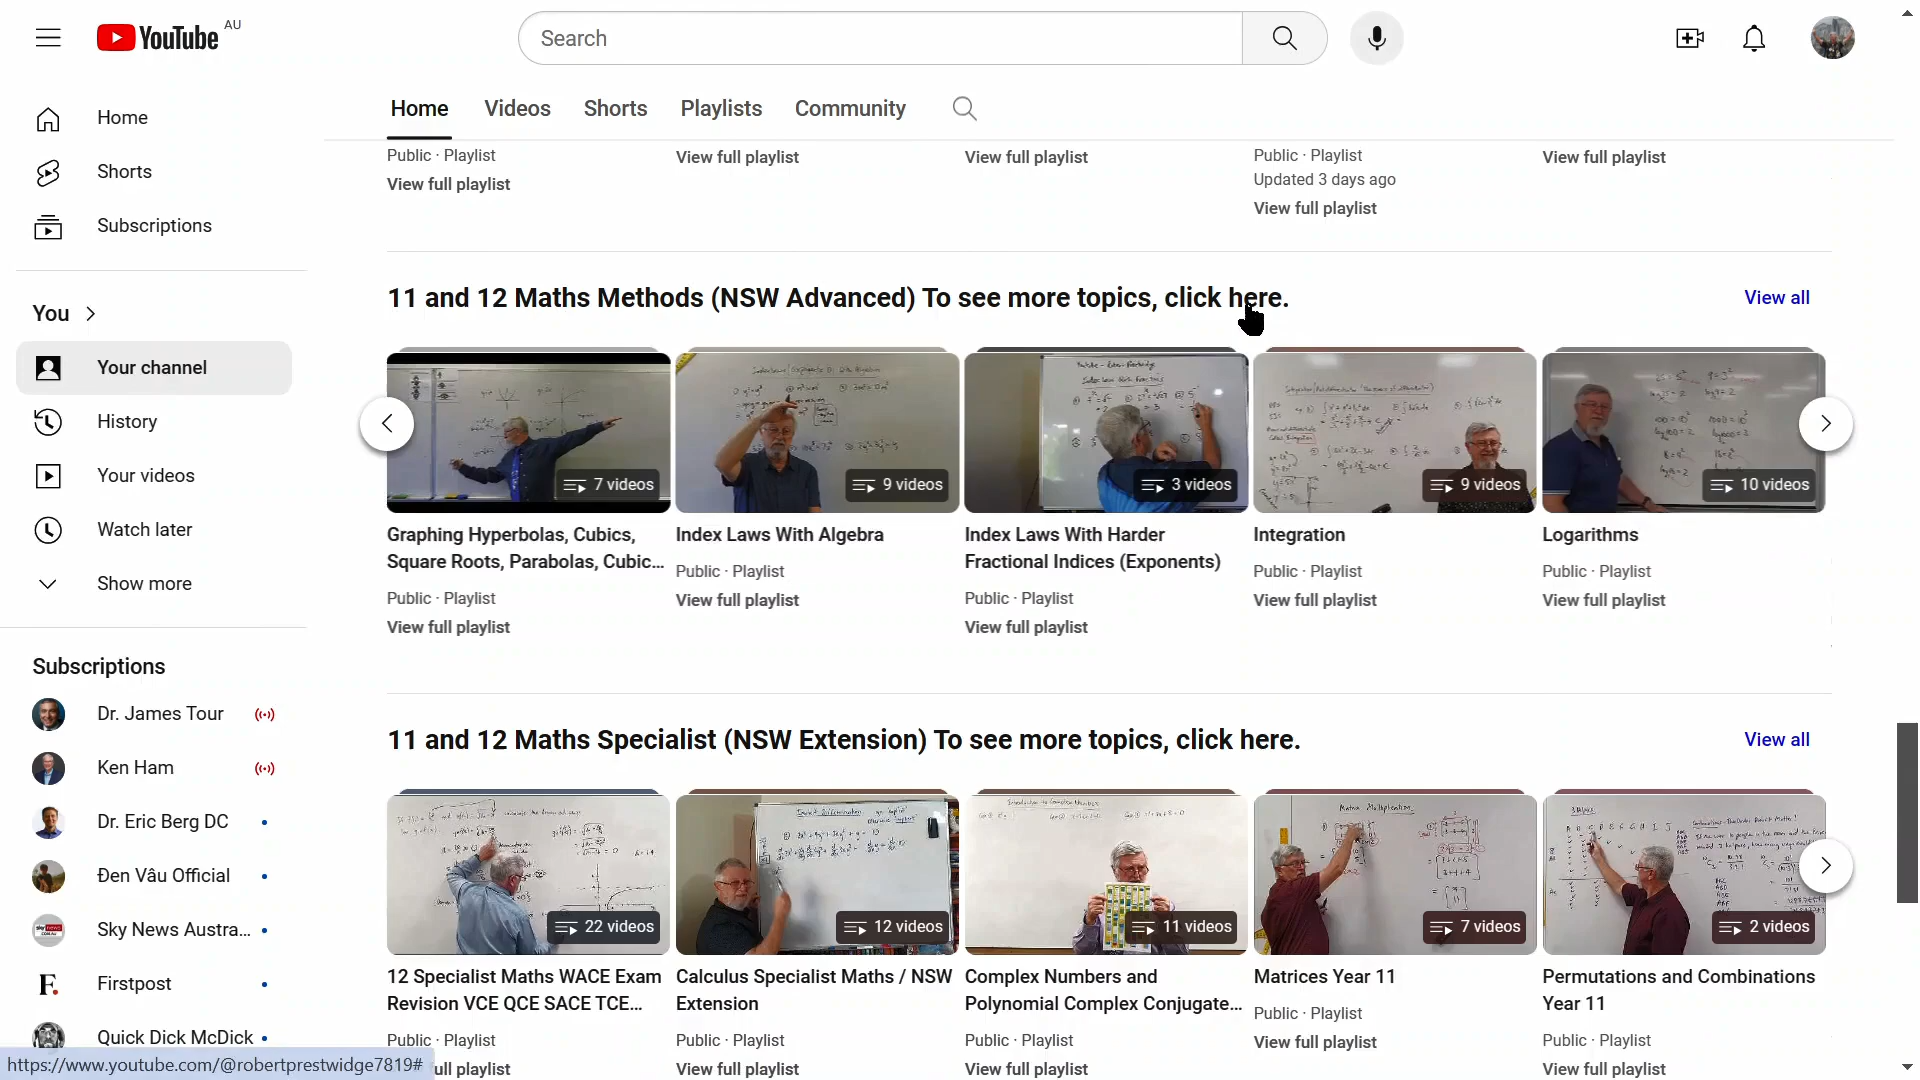 YouTube AU
Search
Home
Shorts
Subscriptions
You
Your channel
History
Your videos
Watch later
Show more
Subscriptions
Dr. James Tour
Ken Ham
Dr. Eric Berg DC
Đen Vâu Official
Sky News Austra...
Firstpost
Quick Dick McDick
https://www.youtube.com/@robertprestwidge7819#
Home Videos Shorts Playlists Community
Public · Playlist
View full playlist
View full playlist
View full playlist
Public · Playlist
Updated 3 days ago
View full playlist
View full playlist
11 and 12 Maths Methods (NSW Advanced) To see more topics, click here.
View all
7 videos
Graphing Hyperbolas, Cubics,
Square Roots, Parabolas, Cubic...
Public · Playlist
View full playlist
9 videos
Index Laws With Algebra
Public · Playlist
View full playlist
3 videos
Index Laws With Harder
Fractional Indices (Exponents)
Public · Playlist
View full playlist
9 videos
Integration
Public · Playlist
View full playlist
10 videos
Logarithms
Public · Playlist
View full playlist
11 and 12 Maths Specialist (NSW Extension) To see more topics, click here.
View all
22 videos
12 Specialist Maths WACE Exam
Revision VCE QCE SACE TCE...
Public · Playlist
ull playlist
12 videos
Calculus Specialist Maths / NSW
Extension
Public · Playlist
View full playlist
11 videos
Complex Numbers and
Polynomial Complex Conjugate...
Public · Playlist
View full playlist
7 videos
Matrices Year 11
Public · Playlist
View full playlist
2 videos
Permutations and Combinations
Year 11
Public · Playlist
View full playlist